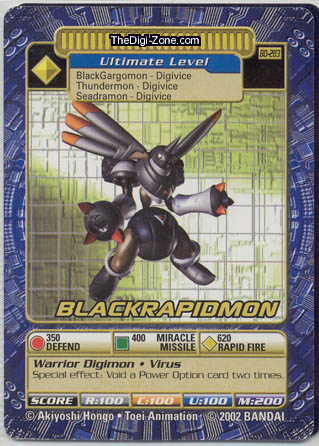 TheDigi-Zone.com
BO-203
Ultimate Level
BlackGargomon - Digivice
Thundermon - Digivice
Seadramon - Digivice
BLACKRAPIDMON
350 DEFEND
400 MIRACLE MISSILE
620 RAPID FIRE
Warrior Digimon • Virus
Special effect: Void a Power Option card two times.
SCORE R:100 C:100 U:100 M:200
© Akiyoshi Hongo • Toei Animation • © 2002 BANDAI